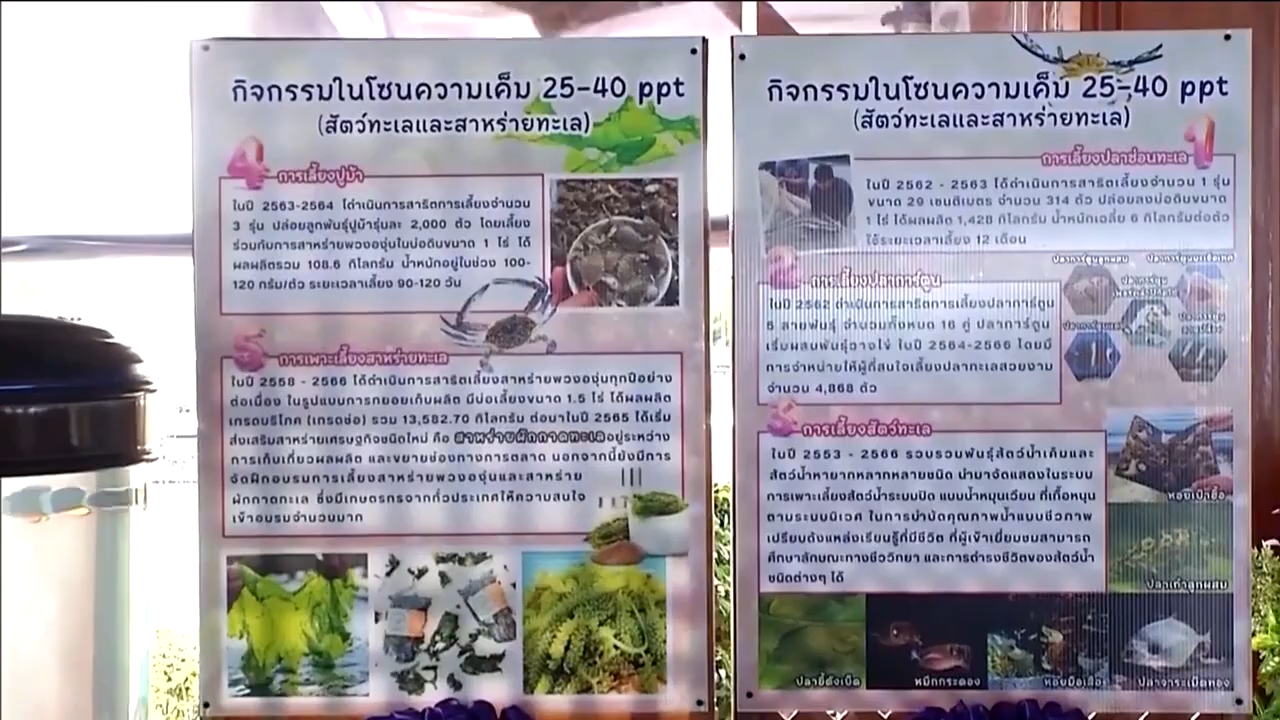 กิจกรรมในโซนความเค็ม 25-40 ppt
(สัตว์ทะเลและสาหร่ายทะเล)
4 การเลี้ยงปูม้า
ในปี 2563-2564 ได้ดำเนินการสาธิตการเลี้ยงจำนวน
3 รุ่น ปล่อยลูกพันธุ์ปูม้ารุ่นละ 2,000 ตัว โดยเลี้ยง
ร่วมกับการสาหร่ายพวงองุ่นในบ่อดินขนาด 1 ไร่ ได้
ผลผลิตรวม 108.6 กิโลกรัม น้ำหนักอยู่ในช่วง 100-
120 กรัม/ตัว ระยะเวลาเลี้ยง 90-120 วัน
5 การเพาะเลี้ยงสาหร่ายทะเล
ในปี 2558 - 2566 ได้ดำเนินการสาธิตเลี้ยงสาหร่ายพวงองุ่นทุกปีอย่าง
ต่อเนื่อง ในรูปแบบการทยอยเก็บผลิต มีบ่อเลี้ยงขนาด 1.5 ไร่ ได้ผลผลิต
เกรดบริโภค (เกรดช่อ) รวม 13,582.70 กิโลกรัม ต่อมาในปี 2565 ได้เริ่ม
ส่งเสริมสาหร่ายเศรษฐกิจชนิดใหม่ คือ สาหร่ายผักกาดทะเลอยู่ระหว่าง
การเก็บเกี่ยวผลผลิต และขยายช่องทางการตลาด นอกจากนี้ยังมีการ
จัดฝึกอบรมการเลี้ยงสาหร่ายพวงองุ่นและสาหร่าย
ผักกาดทะเล ซึ่งมีเกษตรกรจากทั่วประเทศให้ความสนใจ
เข้าอบรมจำนวนมาก
กิจกรรมในโซนความเค็ม 25-40 ppt
(สัตว์ทะเลและสาหร่ายทะเล)
การเลี้ยงปลาช่อนทะเล 1
ในปี 2562 - 2563 ได้ดำเนินการสาธิตเลี้ยงจำนวน 1 รุ่น
ขนาด 29 เซนติเมตร จำนวน 314 ตัว ปล่อยลงบ่อดินขนาด
1 ไร่ ได้ผลผลิต 1,428 กิโลกรัม น้ำหนักเฉลี่ย 6 กิโลกรัมต่อตัว
ใช้ระยะเวลาเลี้ยง 12 เดือน
2 การเลี้ยงปลาการ์ตูน
ในปี 2562 ดำเนินการสาธิตการเลี้ยงปลาการ์ตูน
5 สายพันธุ์ จำนวนทั้งหมด 16 คู่ ปลาการ์ตูน
เริ่มผสมพันธุ์วางไข่ ในปี 2564-2566 โดยมี
การจำหน่ายให้ผู้ที่สนใจเลี้ยงปลาทะเลสวยงาม
จำนวน 4,868 ตัว
ปลาการ์ตูนลูกผสม
ปลาการ์ตูน
3 การเลี้ยงสัตว์ทะเล
ในปี 2553 - 2566 รวบรวมพันธุ์สัตว์น้ำเค็มและ
สัตว์น้ำหายากหลากหลายชนิด นำมาจัดแสดงในระบบ
การเพาะเลี้ยงสัตว์น้ำระบบปิด แบบน้ำหมุนเวียน ที่เกื้อหนุน
ตามระบบนิเวศ ในการบำบัดคุณภาพน้ำแบบชีวภาพ
เปรียบดังแหล่งเรียนรู้ที่มีชีวิต ที่ผู้เข้าเยี่ยมชมสามารถ
ศึกษาลักษณะทางชีววิทยา และการดำรงชีวิตของสัตว์น้ำ
ชนิดต่างๆ ได้
หอยเป๋าฮื้อ
ปลาเก๋าลูกผสม
ปลาขี้ตังเบ็ด
หมึกกระดอง
หอยมือเสือ
ปลาจาระเม็ดทอง